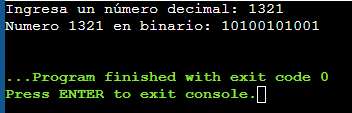 Ingresa un número decimal: 1321
Numero 1321 en binario: 10100101001
...Program finished with exit code 0
Press ENTER to exit console.